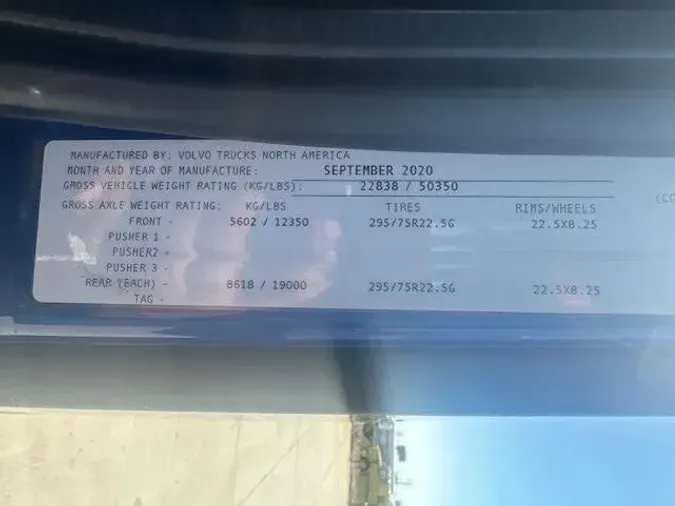 MANUFACTURED BY: VOLVO TRUCKS NORTH AMERICA
MONTH AND YEAR OF MANUFACTURE: SEPTEMBER 2020
GROSS VEHICLE WEIGHT RATING (KG/LBS): 22838 / 50350
GROSS AXLE WEIGHT RATING: KG/LBS TIRES RIMS/WHEELS
FRONT - 5602 / 12350 295/75R22.5G 22.5X8.25
PUSHER 1 -
PUSHER2 -
PUSHER 3 -
REAR (EACH) - 8618 / 19000 295/75R22.5G 22.5X8.25
TAG -